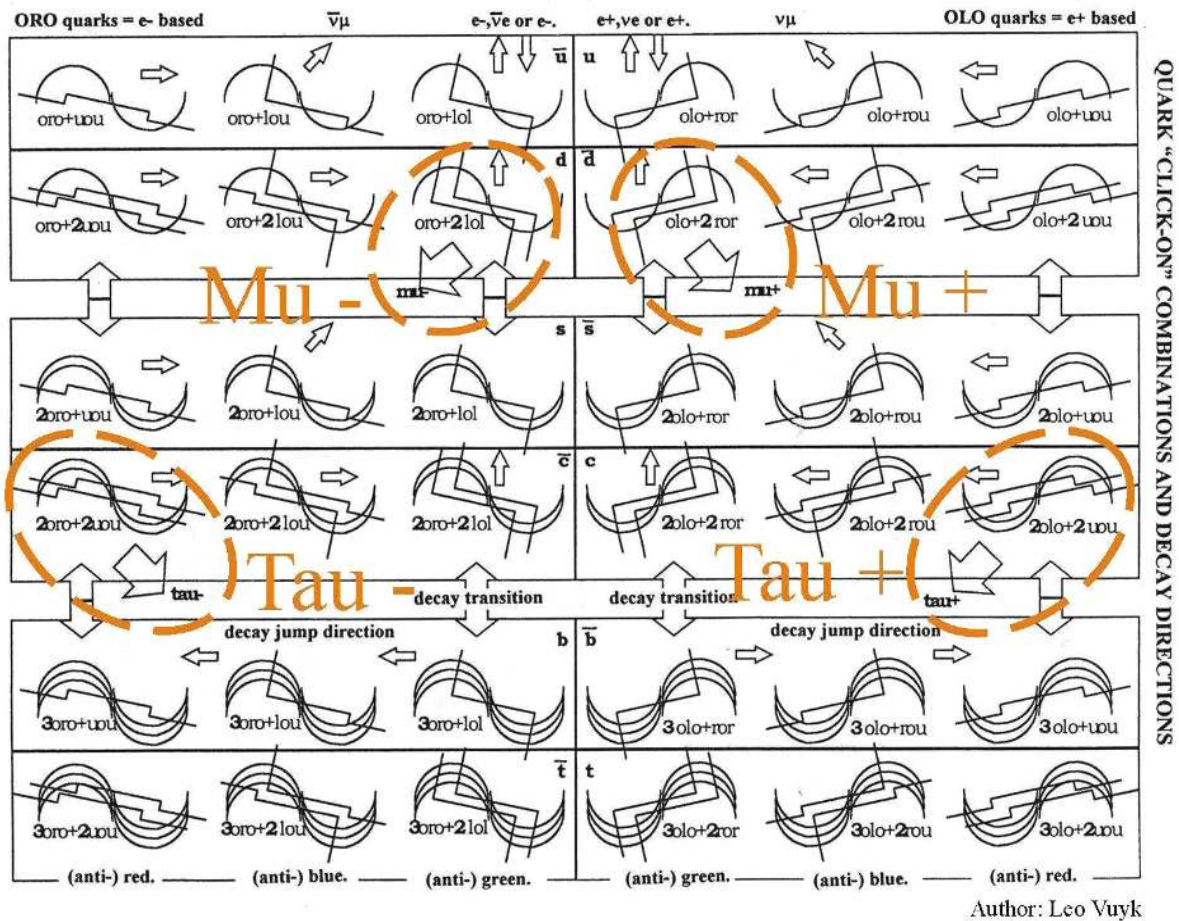 ORO quarks = e- based ν̅μ e-,ν̅e or e-. e+,νe or e+. νμ OLO quarks = e+ based
u̅ u
oro+uou oro+lou oro+lol olo+ror olo+rou olo+uou
d d̅
oro+2uou oro+2lou oro+2lol olo+2ror olo+2rou olo+2uou
mu- mu+
Mu - Mu +
s s̅
2oro+uou 2oro+lou 2oro+lol 2olo+ror 2olo+rou 2olo+uou
c̅ c
2oro+2uou 2oro+2lou 2oro+2lol 2olo+2ror 2olo+2rou 2olo+2uou
tau- Tau - decay transition decay transition Tau + tau+
decay jump direction decay jump direction
b b̅
3oro+uou 3oro+lou 3oro+lol 3olo+ror 3olo+rou 3olo+uou
t̅ t
3oro+2uou 3oro+2lou 3oro+2lol 3olo+2ror 3olo+2rou 3olo+2uou
(anti-) red. (anti-) blue. (anti-) green. (anti-) green. (anti-) blue. (anti-) red.
QUARK "CLICK-ON" COMBINATIONS AND DECAY DIRECTIONS
Author: Leo Vuyk